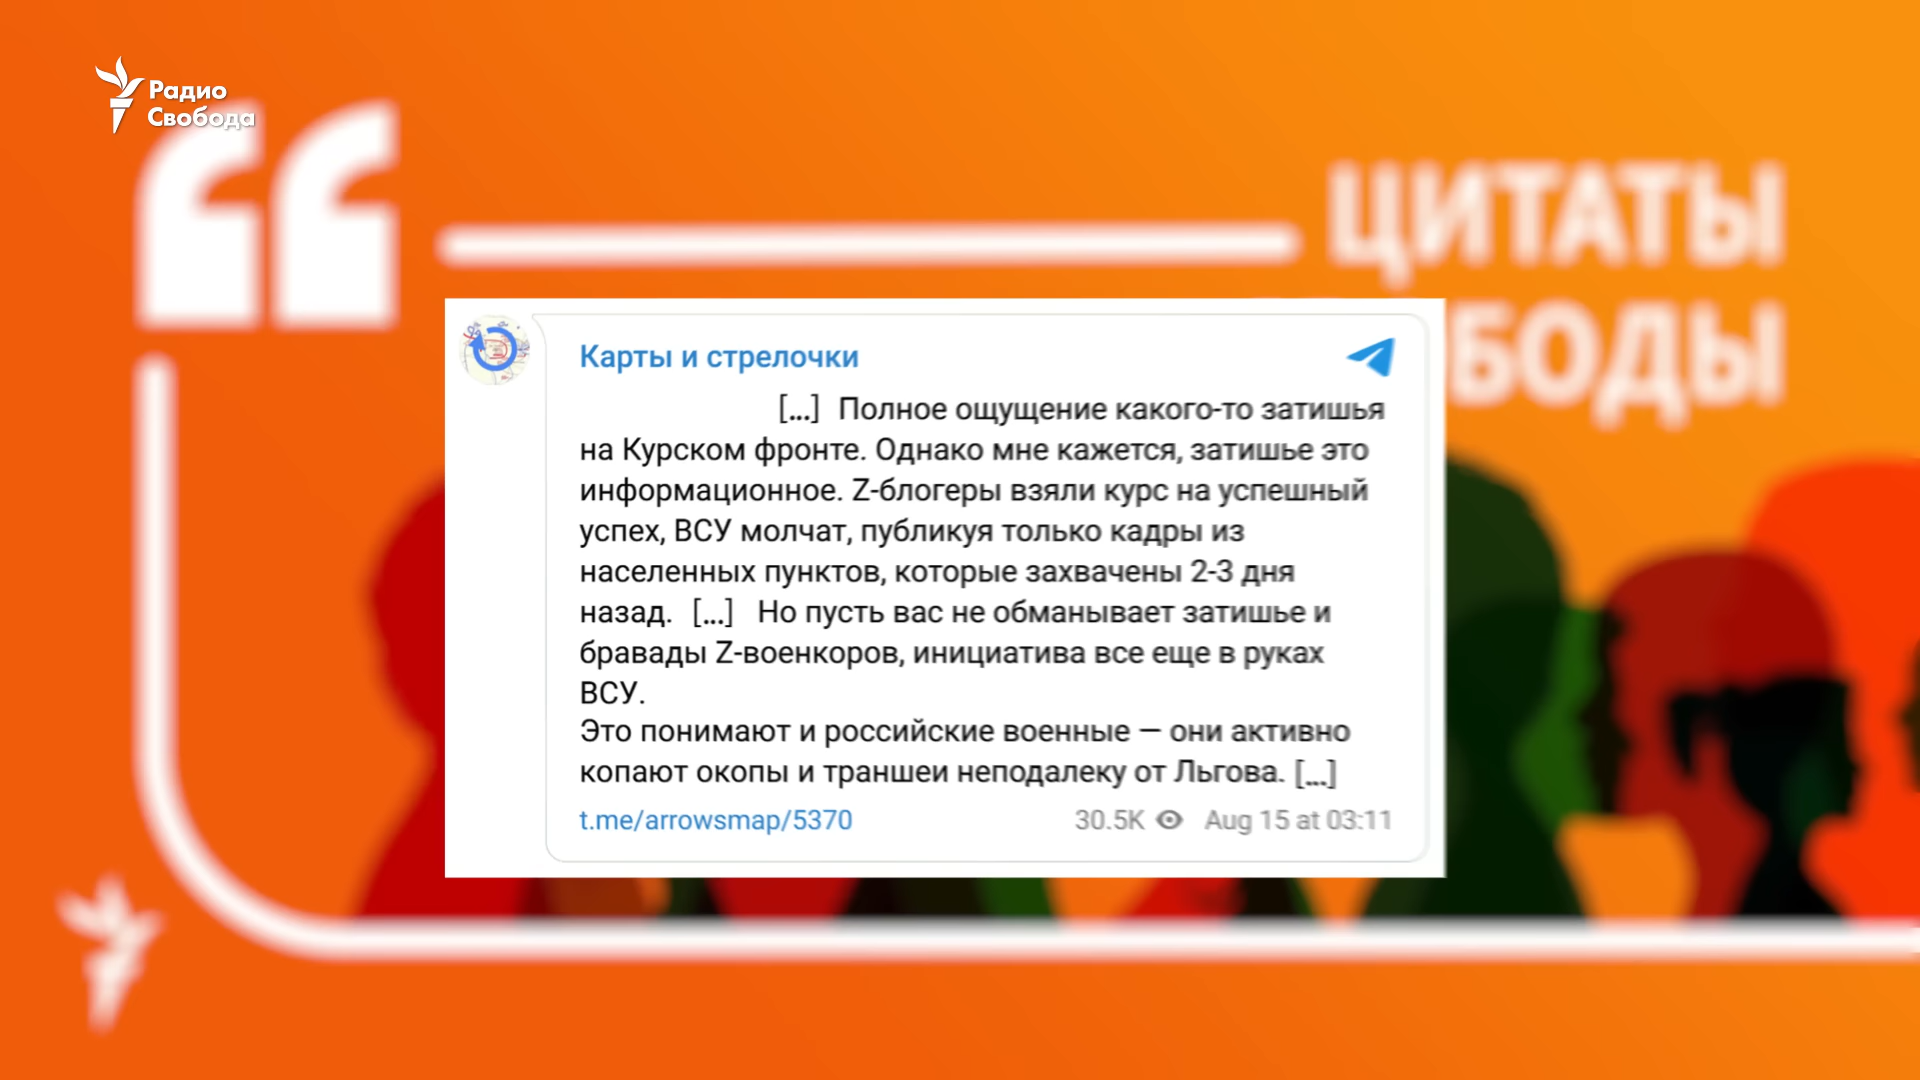 Радио
Свобода
ЦИТАТЫ
БОДЫ
Карты и стрелочки
[...] Полное ощущение какого-то затишья
на Курском фронте. Однако мне кажется, затишье это
информационное. Z-блогеры взяли курс на успешный
успех, ВСУ молчат, публикуя только кадры из
населенных пунктов, которые захвачены 2-3 дня
назад. [...] Но пусть вас не обманывает затишье и
бравады Z-военкоров, инициатива все еще в руках
ВСУ.
Это понимают и российские военные — они активно
копают окопы и траншеи неподалеку от Льгова. [...]
t.me/arrowsmap/5370 30.5K Aug 15 at 03:11